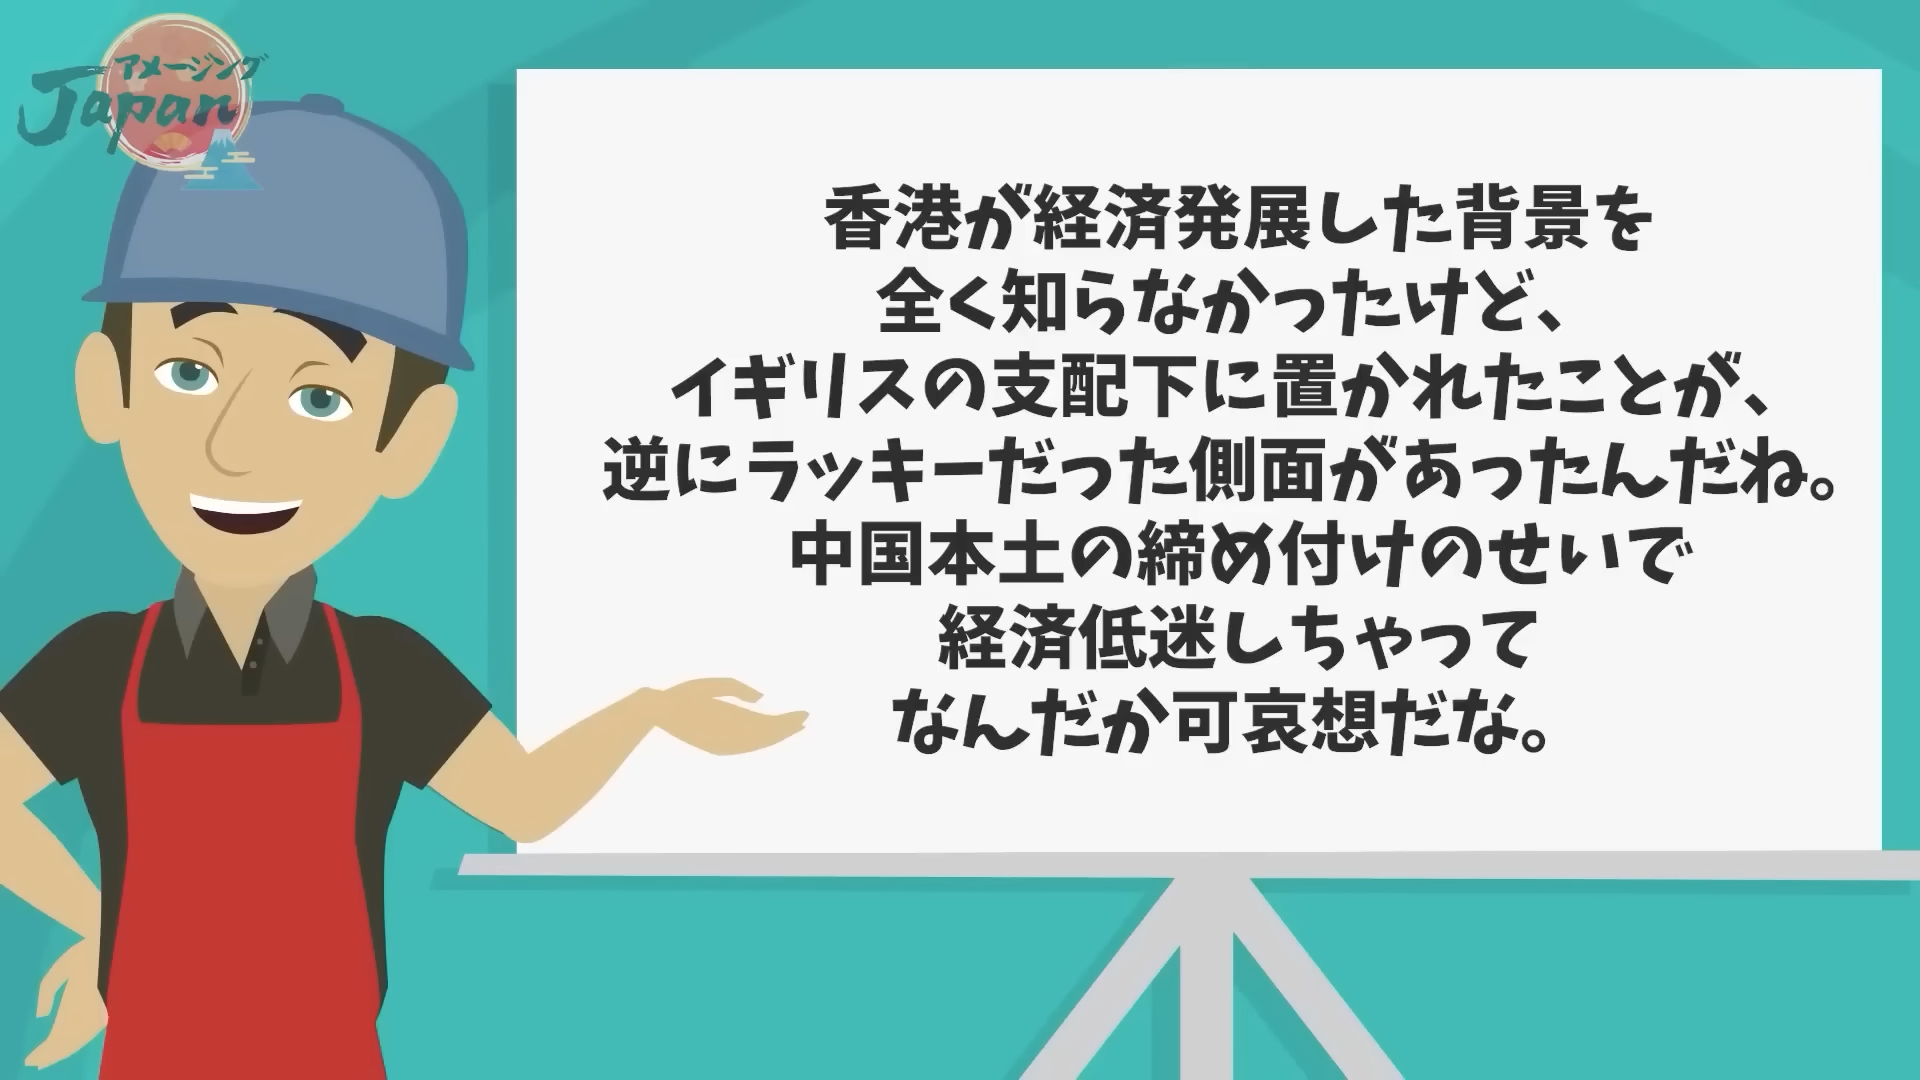 アメージング
Japan
香港が経済発展した背景を
全く知らなかったけど、
イギリスの支配下に置かれたことが、
逆にラッキーだった側面があったんだね。
中国本土の締め付けのせいで
経済低迷しちゃって
なんだか可哀想だな。